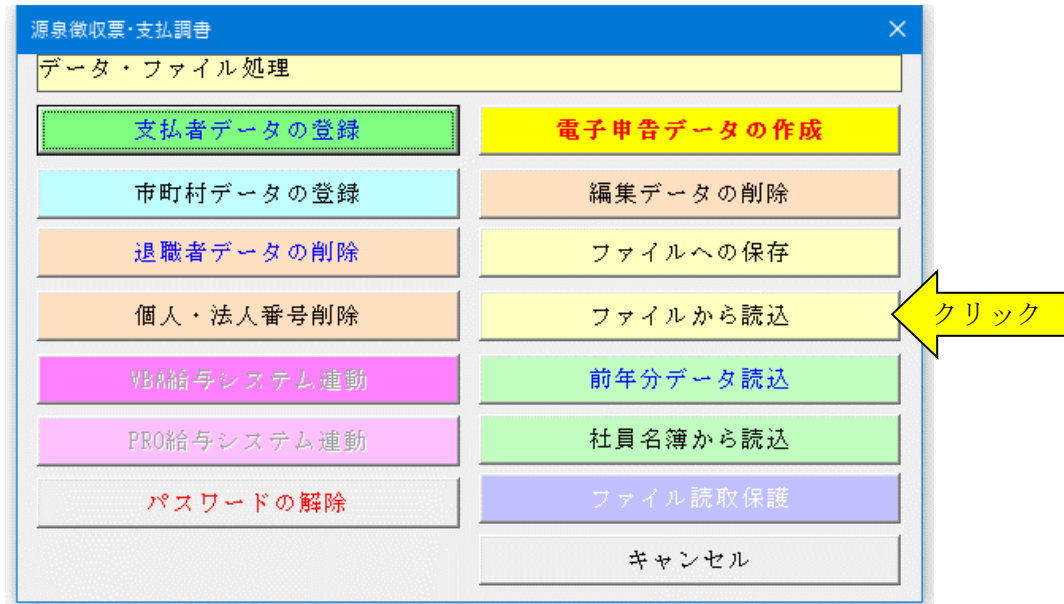 源泉徴収票･支払調書
データ・ファイル処理
支払者データの登録
電子申告データの作成
市町村データの登録
編集データの削除
退職者データの削除
ファイルへの保存
個人・法人番号削除
ファイルから読込
クリック
VBA給与システム連動
前年分データ読込
PRO給与システム連動
社員名簿から読込
パスワードの解除
ファイル読取保護
キャンセル